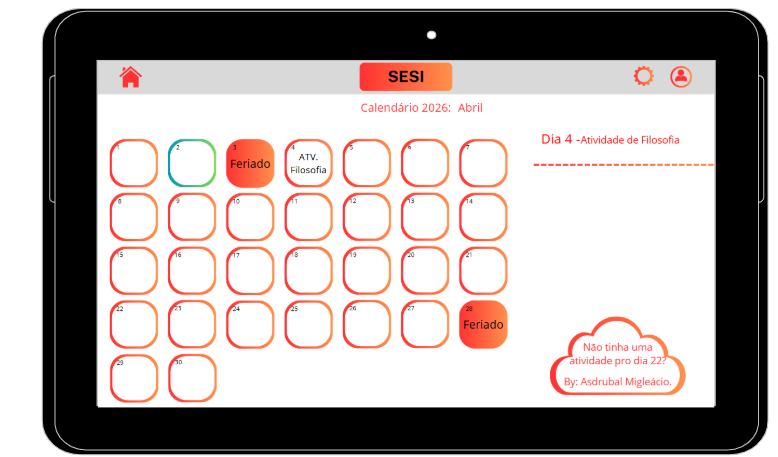 SESI
Calendário 2026: Abril
Dia 4 -Atividade de Filosofia
1 2 3 4 5 6 7
Feriado
ATV.
Filosofia
8 9 10 11 12 13 14
15 16 17 18 19 20 21
22 23 24 25 26 27 28
Feriado
29 30
Não tinha uma
atividade pro dia 22?
By: Asdrubal Migleácio.